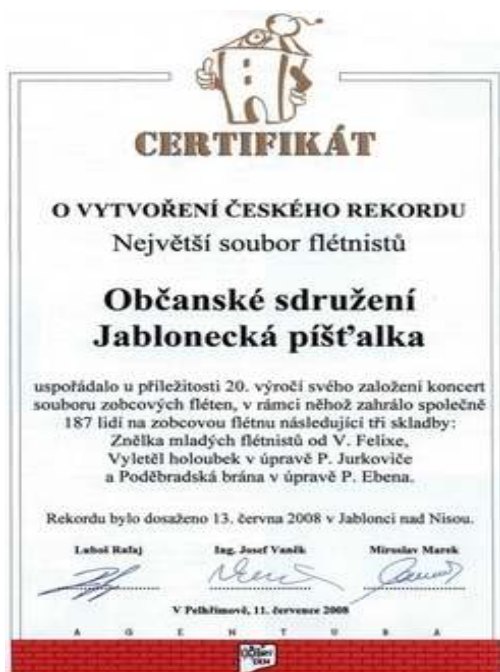 CERTIFIKÁT
O VYTVOŘENÍ ČESKÉHO REKORDU
Největší soubor flétnistů
Občanské sdružení
Jablonecká píšťalka
uspořádalo u příležitosti 20. výročí svého založení koncert
souboru zobcových fléten, v rámci něhož zahrálo společně
187 lidí na zobcovou flétnu následující tři skladby:
Znělka mladých flétnistů od V. Felixe,
Vyletěl holoubek v úpravě P. Jurkoviče
a Poděbradská brána v úpravě P. Ebena.
Rekordu bylo dosaženo 13. června 2008 v Jablonci nad Nisou.
Luboš Rafaj Ing. Josef Vaněk Miroslav Marek
V Pelhřimově, 11. července 2008
A G E N T U R A
DOBRÝ
DEN